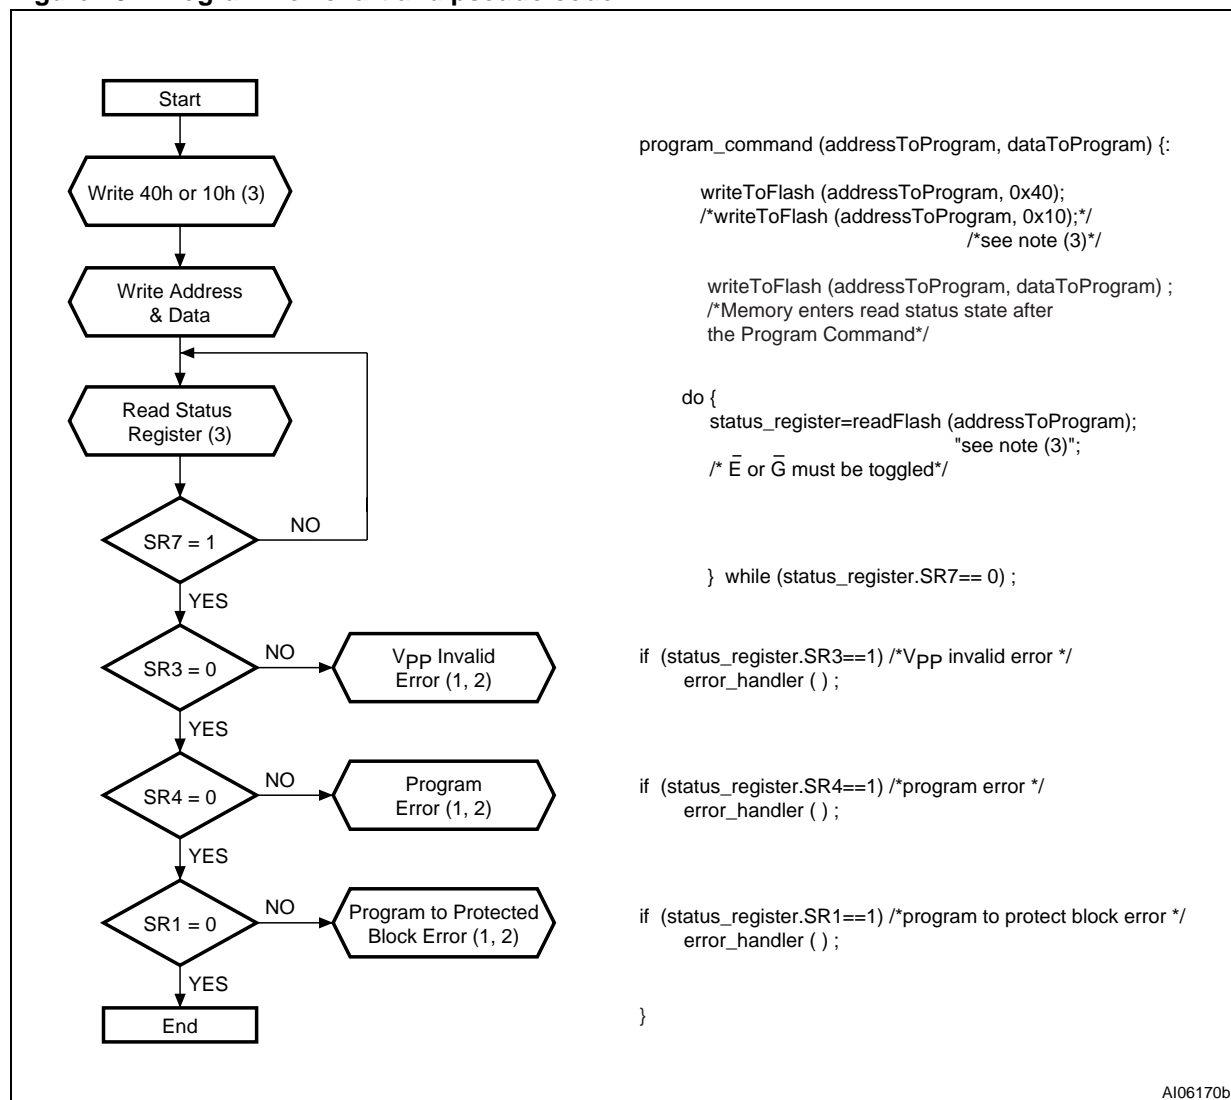 Start
Write 40h or 10h (3)
Write Address
& Data
Read Status
Register (3)
SR7 = 1
NO
YES
SR3 = 0
NO
VPP Invalid
Error (1, 2)
YES
SR4 = 0
NO
Program
Error (1, 2)
YES
SR1 = 0
NO
Program to Protected
Block Error (1, 2)
YES
End
program_command (addressToProgram, dataToProgram) {:
writeToFlash (addressToProgram, 0x40);
/*writeToFlash (addressToProgram, 0x10);*/
/*see note (3)*/
writeToFlash (addressToProgram, dataToProgram) ;
/*Memory enters read status state after
the Program Command*/
do {
status_register=readFlash (addressToProgram);
"see note (3)";
/* E̅ or G̅ must be toggled*/
} while (status_register.SR7== 0) ;
if (status_register.SR3==1) /*VPP invalid error */
error_handler ( ) ;
if (status_register.SR4==1) /*program error */
error_handler ( ) ;
if (status_register.SR1==1) /*program to protect block error */
error_handler ( ) ;
}
AI06170b